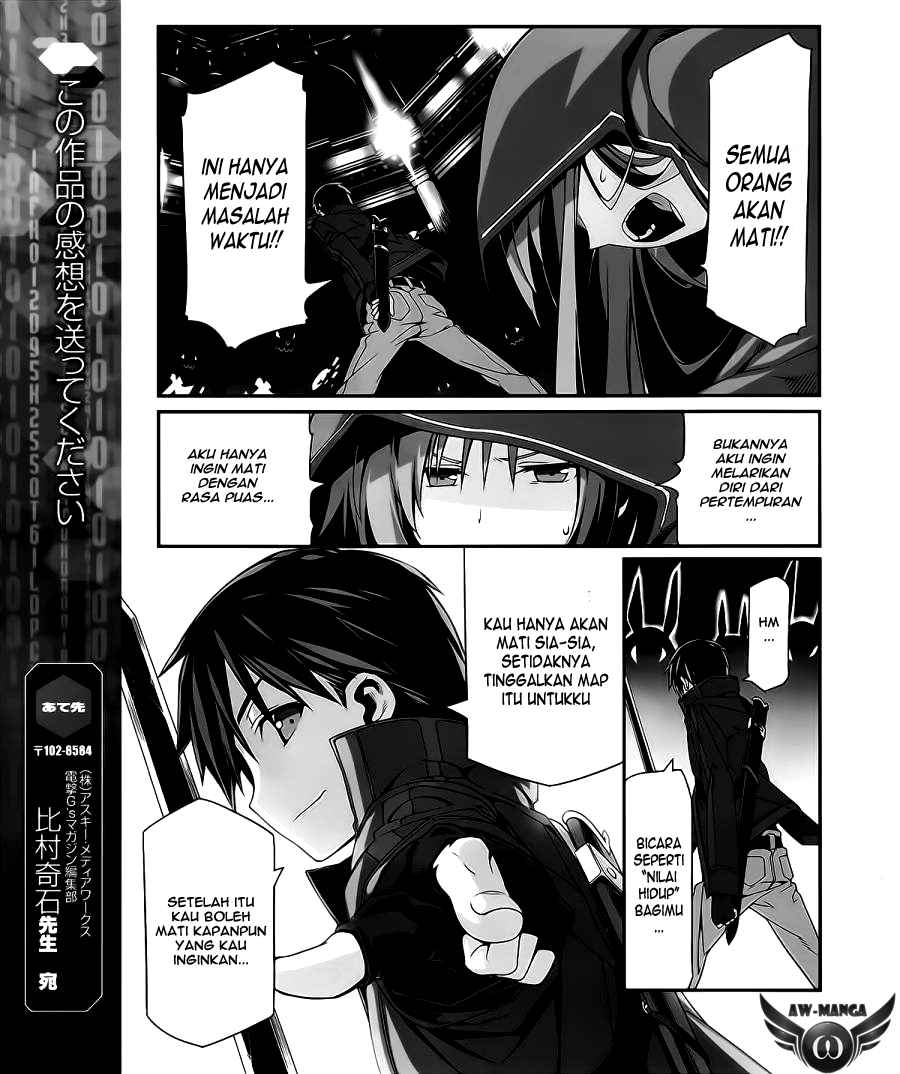 SEMUA
ORANG
AKAN
MATI!!
INI HANYA
MENJADI
MASALAH
WAKTU!!
BUKANNYA
AKU INGIN
MELARIKAN
DIRI DARI
PERTEMPURAN
...
AKU HANYA
INGIN MATI
DENGAN
RASA PUAS...
HM
...
BICARA
SEPERTI
"NILAI
HIDUP"
BAGIMU
...
KAU HANYA AKAN
MATI SIA-SIA,
SETIDAKNYA
TINGGALKAN MAP
ITU UNTUKKU
SETELAH ITU
KAU BOLEH
MATI KAPANPUN
YANG KAU
INGINKAN...
この作品の感想を送ってください
あて先
〒102-8584
(株)アスキー・メディアワークス
電撃G'sマガジン編集部
比村奇石先生 宛
AW-MANGA